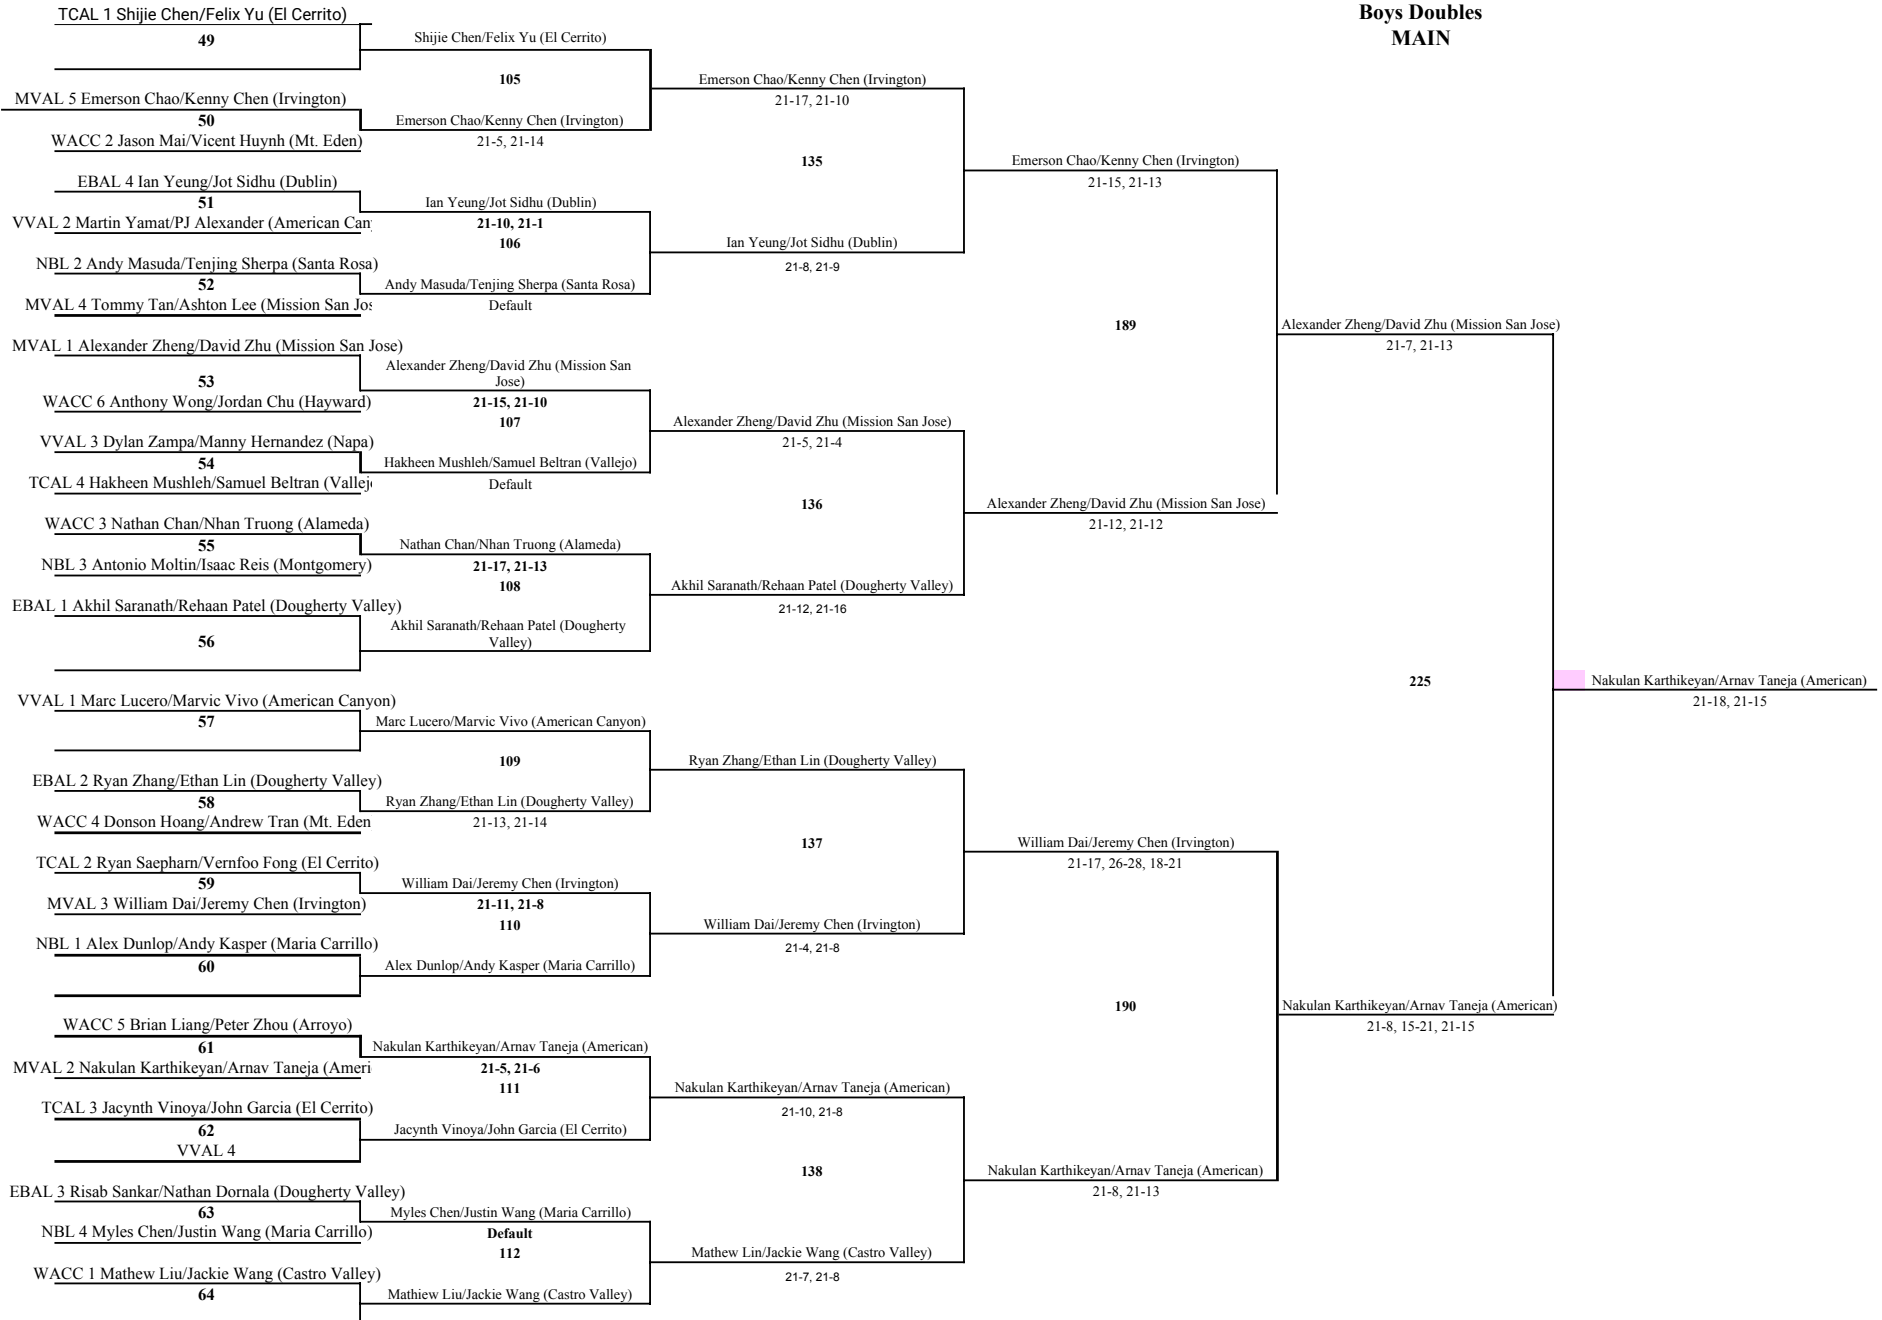 Boys Doubles
MAIN
TCAL 1 Shijie Chen/Felix Yu (El Cerrito)
49
MVAL 5 Emerson Chao/Kenny Chen (Irvington)
50
WACC 2 Jason Mai/Vicent Huynh (Mt. Eden)
EBAL 4 Ian Yeung/Jot Sidhu (Dublin)
51
VVAL 2 Martin Yamat/PJ Alexander (American Can
NBL 2 Andy Masuda/Tenjing Sherpa (Santa Rosa)
52
MVAL 4 Tommy Tan/Ashton Lee (Mission San Jos
MVAL 1 Alexander Zheng/David Zhu (Mission San Jose)
53
WACC 6 Anthony Wong/Jordan Chu (Hayward)
VVAL 3 Dylan Zampa/Manny Hernandez (Napa)
54
TCAL 4 Hakheen Mushleh/Samuel Beltran (Vallej
WACC 3 Nathan Chan/Nhan Truong (Alameda)
55
NBL 3 Antonio Moltin/Isaac Reis (Montgomery)
EBAL 1 Akhil Saranath/Rehaan Patel (Dougherty Valley)
56
VVAL 1 Marc Lucero/Marvic Vivo (American Canyon)
57
EBAL 2 Ryan Zhang/Ethan Lin (Dougherty Valley)
58
WACC 4 Donson Hoang/Andrew Tran (Mt. Eden
TCAL 2 Ryan Saepharn/Vernfoo Fong (El Cerrito)
59
MVAL 3 William Dai/Jeremy Chen (Irvington)
NBL 1 Alex Dunlop/Andy Kasper (Maria Carrillo)
60
WACC 5 Brian Liang/Peter Zhou (Arroyo)
61
MVAL 2 Nakulan Karthikeyan/Arnav Taneja (Ameri
TCAL 3 Jacynth Vinoya/John Garcia (El Cerrito)
62
VVAL 4
EBAL 3 Risab Sankar/Nathan Dornala (Dougherty Valley)
63
NBL 4 Myles Chen/Justin Wang (Maria Carrillo)
WACC 1 Mathew Liu/Jackie Wang (Castro Valley)
64
Shijie Chen/Felix Yu (El Cerrito)
105
Emerson Chao/Kenny Chen (Irvington)
21-5, 21-14
Ian Yeung/Jot Sidhu (Dublin)
21-10, 21-1
106
Andy Masuda/Tenjing Sherpa (Santa Rosa)
Default
Alexander Zheng/David Zhu (Mission San
Jose)
21-15, 21-10
107
Hakheen Mushleh/Samuel Beltran (Vallejo)
Default
Nathan Chan/Nhan Truong (Alameda)
21-17, 21-13
108
Akhil Saranath/Rehaan Patel (Dougherty
Valley)
Marc Lucero/Marvic Vivo (American Canyon)
109
Ryan Zhang/Ethan Lin (Dougherty Valley)
21-13, 21-14
William Dai/Jeremy Chen (Irvington)
21-11, 21-8
110
Alex Dunlop/Andy Kasper (Maria Carrillo)
Nakulan Karthikeyan/Arnav Taneja (American)
21-5, 21-6
111
Jacynth Vinoya/John Garcia (El Cerrito)
Myles Chen/Justin Wang (Maria Carrillo)
Default
112
Mathiew Liu/Jackie Wang (Castro Valley)
Emerson Chao/Kenny Chen (Irvington)
21-17, 21-10
135
Ian Yeung/Jot Sidhu (Dublin)
21-8, 21-9
Alexander Zheng/David Zhu (Mission San Jose)
21-5, 21-4
136
Akhil Saranath/Rehaan Patel (Dougherty Valley)
21-12, 21-16
Ryan Zhang/Ethan Lin (Dougherty Valley)
137
William Dai/Jeremy Chen (Irvington)
21-4, 21-8
Nakulan Karthikeyan/Arnav Taneja (American)
21-10, 21-8
138
Mathew Lin/Jackie Wang (Castro Valley)
21-7, 21-8
Emerson Chao/Kenny Chen (Irvington)
21-15, 21-13
189
Alexander Zheng/David Zhu (Mission San Jose)
21-12, 21-12
William Dai/Jeremy Chen (Irvington)
21-17, 26-28, 18-21
190
Nakulan Karthikeyan/Arnav Taneja (American)
21-8, 21-13
Alexander Zheng/David Zhu (Mission San Jose)
21-7, 21-13
225
Nakulan Karthikeyan/Arnav Taneja (American)
21-8, 15-21, 21-15
Nakulan Karthikeyan/Arnav Taneja (American)
21-18, 21-15